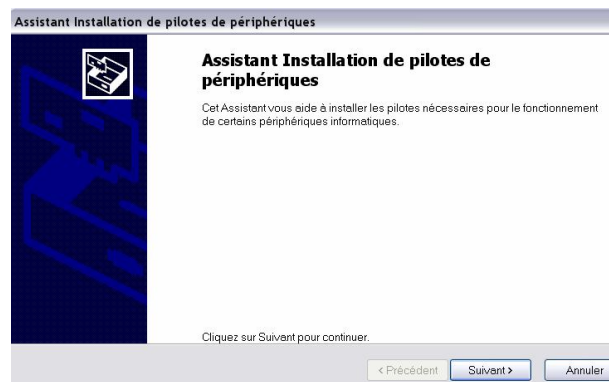 Assistant Installation de pilotes de périphériques
Assistant Installation de pilotes de
périphériques
Cet Assistant vous aide à installer les pilotes nécessaires pour le fonctionnement
de certains périphériques informatiques.
Cliquez sur Suivant pour continuer.
< Précédent
Suivant >
Annuler